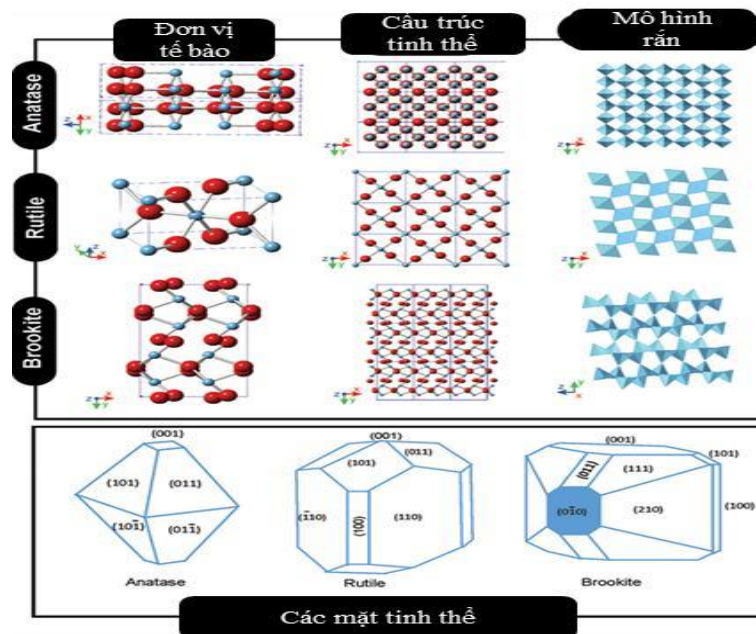 Đơn vị
tế bào
Cấu trúc
tinh thể
Mô hình
rắn
Anatase
z x
y
z x
y
z x
y
Rutile
y z
x
z x
y
z x
y
Brookite
z x
y
z x
y
y
z x
(001)
(101)
(011)
(101̄)
(011̄)
Anatase
(001)
(101)
(011)
(1̄10)
(100)
(110)
Rutile
(001)
(101)
(011)
(111)
(01̄0)
(210)
(100)
Brookite
Các mặt tinh thể